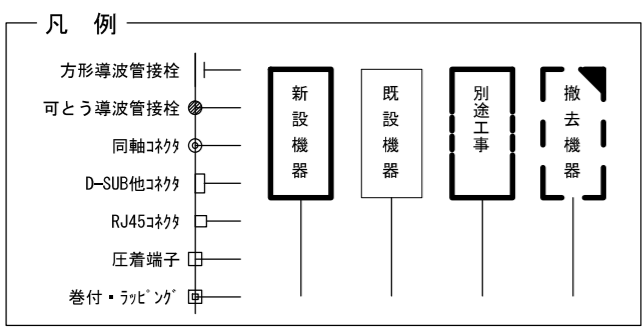 凡 例
方形導波管接栓
可とう導波管接栓
同軸ｺﾈｸﾀ
D-SUB他ｺﾈｸﾀ
RJ45ｺﾈｸﾀ
圧着端子
巻付・ﾗｯﾋﾟﾝｸﾞ
新設機器
既設機器
別途工事
撤去機器